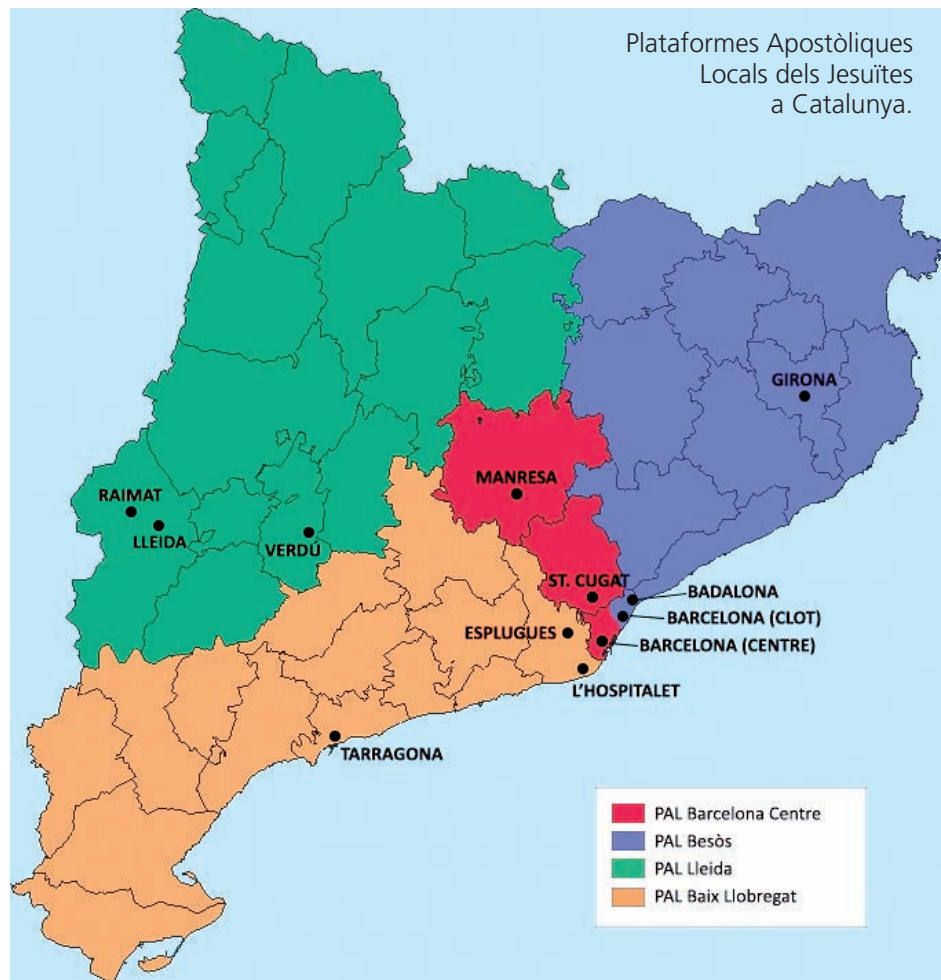 Plataformes Apostòliques
Locals dels Jesuïtes
a Catalunya.
GIRONA
MANRESA
RAIMAT
LLEIDA
VERDÚ
ST. CUGAT
BADALONA
BARCELONA (CLOT)
ESPLUGUES
BARCELONA (CENTRE)
L'HOSPITALET
TARRAGONA
PAL Barcelona Centre
PAL Besòs
PAL Lleida
PAL Baix Llobregat